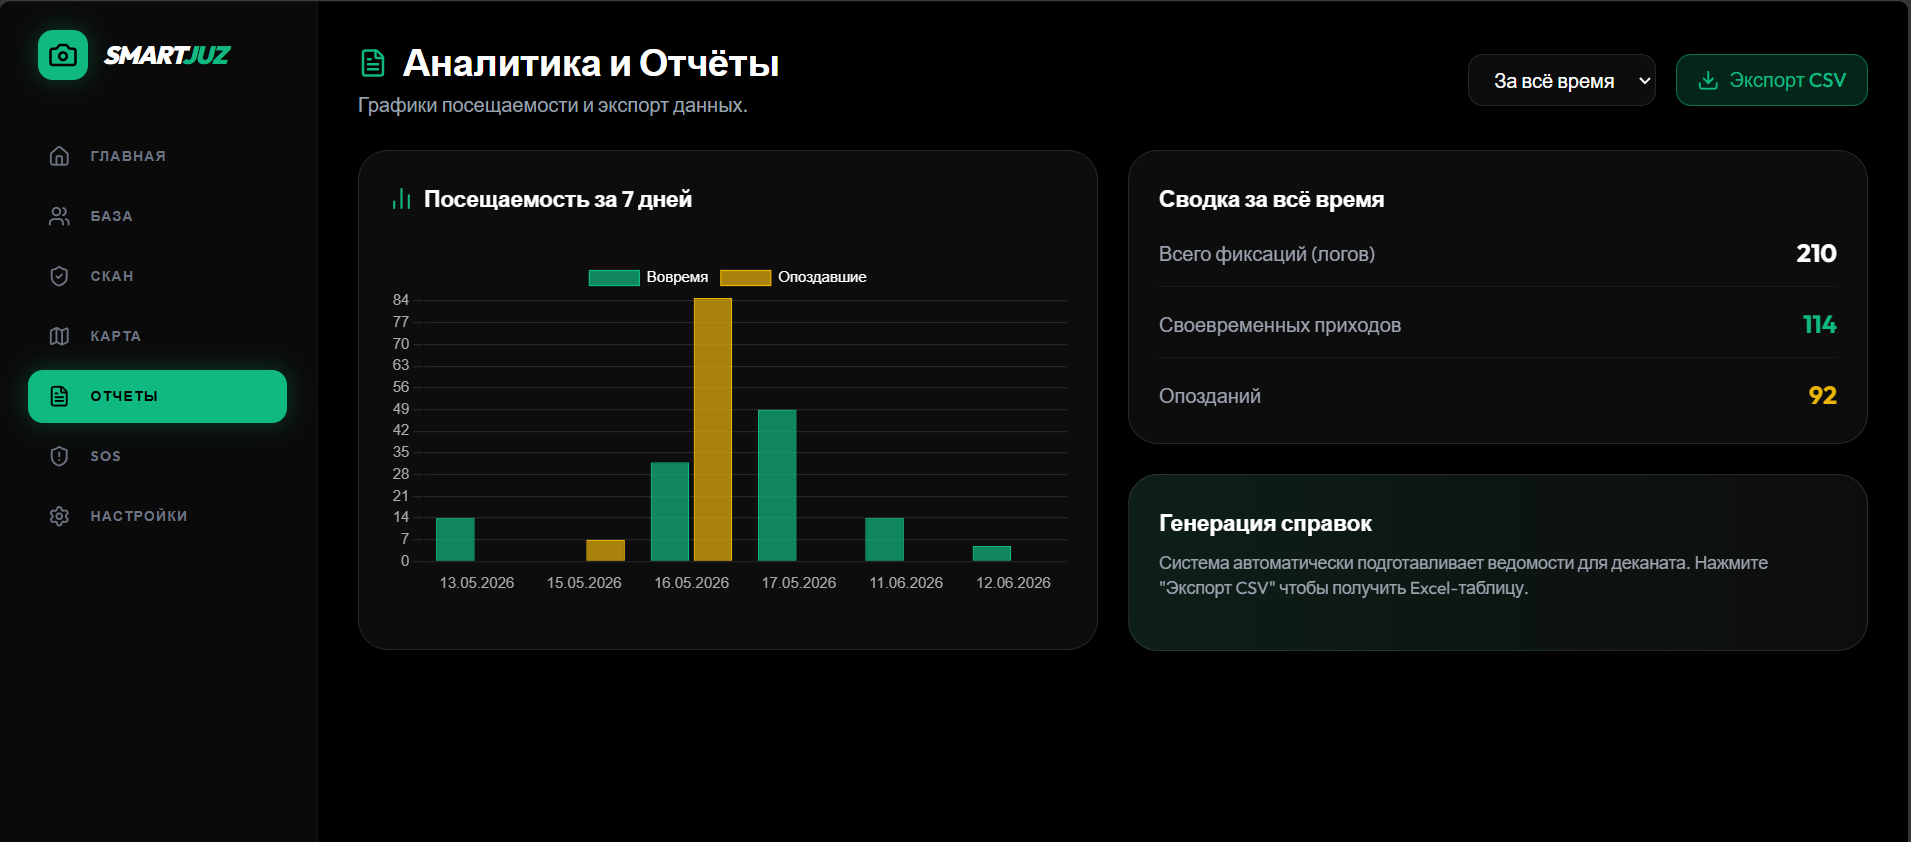 SMARTJUZ
ГЛАВНАЯ
БАЗА
СКАН
КАРТА
ОТЧЕТЫ
SOS
НАСТРОЙКИ
Аналитика и Отчёты
Графики посещаемости и экспорт данных.
За всё время
Экспорт CSV
Посещаемость за 7 дней
Вовремя Опоздавшие
84
77
70
63
56
49
42
35
28
21
14
7
0
13.05.2026 15.05.2026 16.05.2026 17.05.2026 11.06.2026 12.06.2026
Сводка за всё время
Всего фиксаций (логов) 210
Своевременных приходов 114
Опозданий 92
Генерация справок
Система автоматически подготавливает ведомости для деканата. Нажмите
"Экспорт CSV" чтобы получить Excel-таблицу.